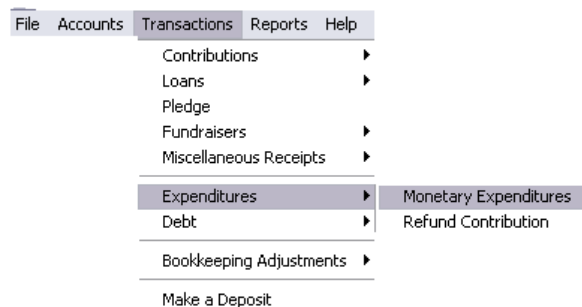 File Accounts Transactions Reports Help
Contributions
Loans
Pledge
Fundraisers
Miscellaneous Receipts
Expenditures Monetary Expenditures
Debt Refund Contribution
Bookkeeping Adjustments
Make a Deposit